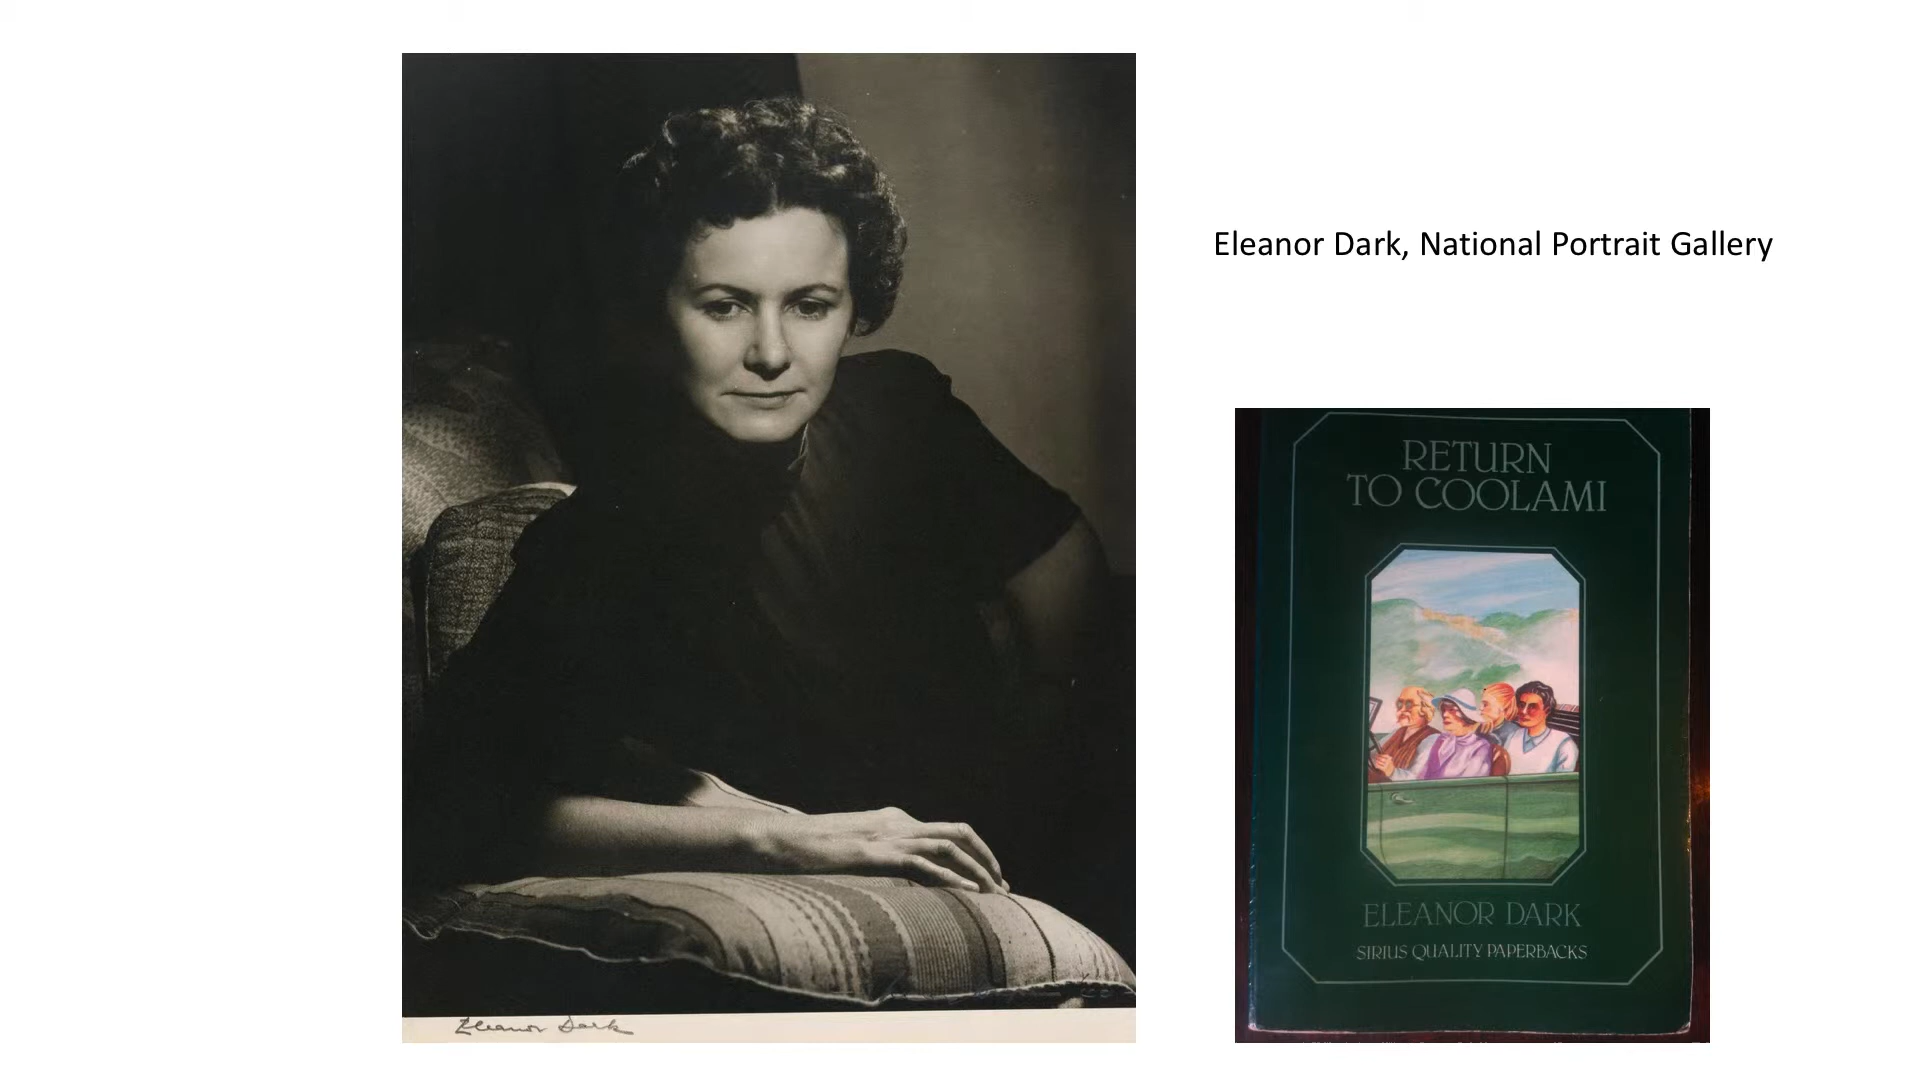 Eleanor Dark, National Portrait Gallery
RETURN
TO COOLAMI
ELEANOR DARK
SIRIUS QUALITY PAPERBACKS
Eleanor Dark